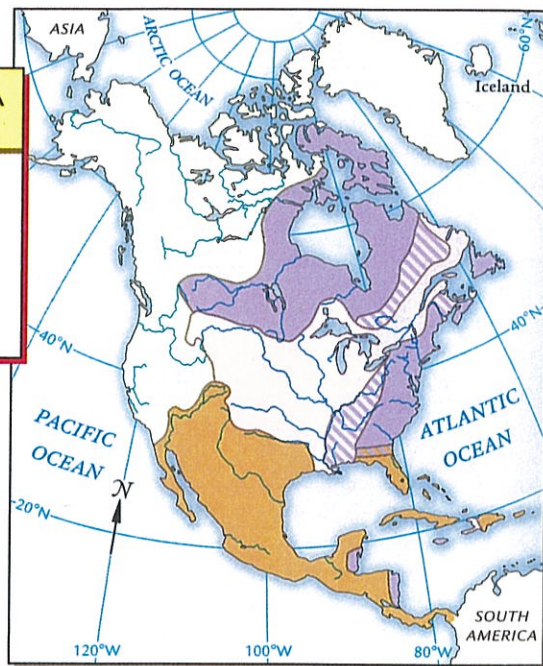 ASIA
ARCTIC OCEAN
60°N
Iceland
A
40°N
40°N
PACIFIC
OCEAN
ATLANTIC
OCEAN
N
20°N
SOUTH
AMERICA
120°W
100°W
80°W